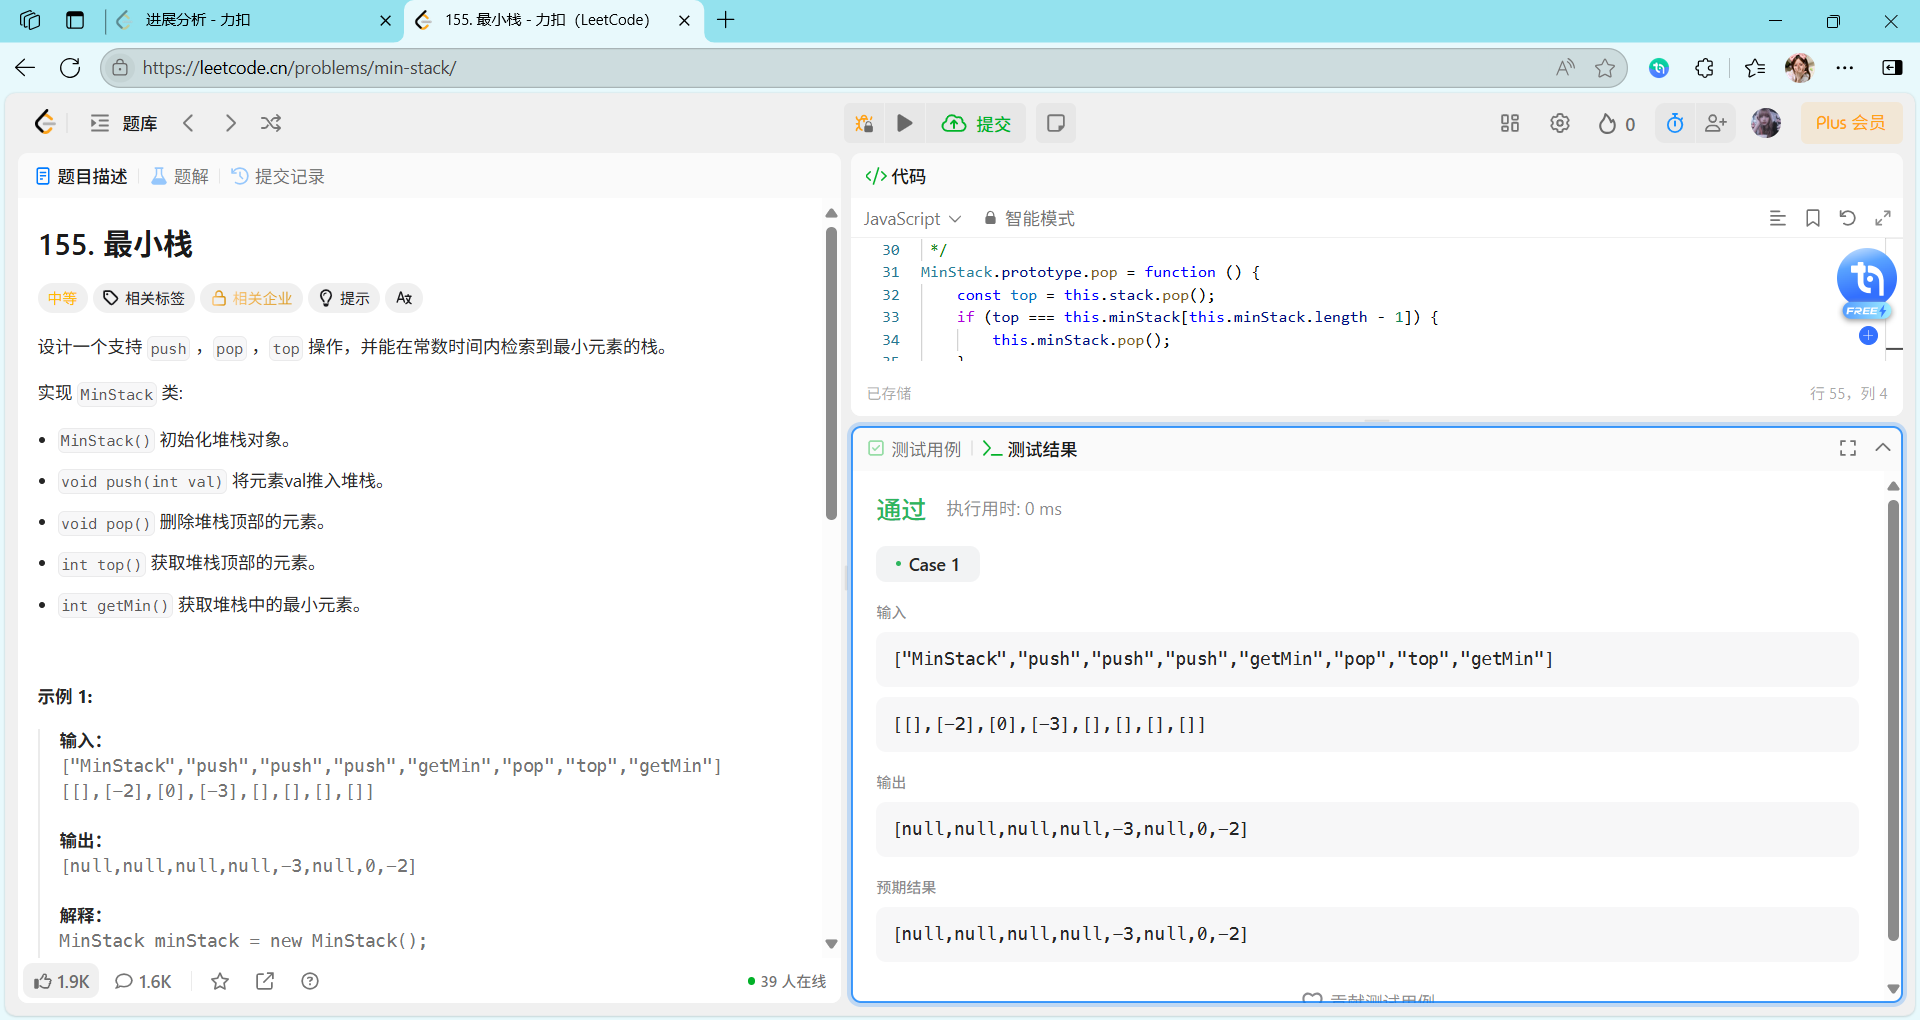 进展分析 - 力扣
155. 最小栈 - 力扣（LeetCode）
https://leetcode.cn/problems/min-stack/
题库
提交
0
Plus 会员
题目描述
题解
提交记录
155. 最小栈
中等
相关标签
相关企业
提示
设计一个支持 push ，pop ，top 操作，并能在常数时间内检索到最小元素的栈。
实现 MinStack 类:
• MinStack() 初始化堆栈对象。
• void push(int val) 将元素val推入堆栈。
• void pop() 删除堆栈顶部的元素。
• int top() 获取堆栈顶部的元素。
• int getMin() 获取堆栈中的最小元素。
示例 1:
输入：
["MinStack","push","push","push","getMin","pop","top","getMin"]
[[],[-2],[0],[-3],[],[],[],[]]
输出：
[null,null,null,null,-3,null,0,-2]
解释：
MinStack minStack = new MinStack();
1.9K
1.6K
39 人在线
代码
JavaScript
智能模式
30 */
31 MinStack.prototype.pop = function () {
32 const top = this.stack.pop();
33 if (top === this.minStack[this.minStack.length - 1]) {
34 this.minStack.pop();
35 }
FREE
已存储
行 55，列 4
测试用例
测试结果
通过
执行用时: 0 ms
• Case 1
输入
["MinStack","push","push","push","getMin","pop","top","getMin"]
[[],[-2],[0],[-3],[],[],[],[]]
输出
[null,null,null,null,-3,null,0,-2]
预期结果
[null,null,null,null,-3,null,0,-2]
贡献测试用例